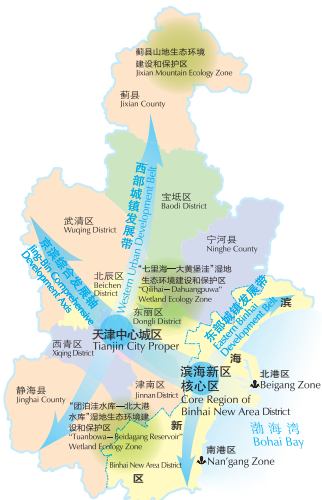 蓟县山地生态环境
建设和保护区
Jixian Mountain Ecology Zone
蓟县
Jixian County
西部城镇发展带
Western Urban Development Belt
宝坻区
Baodi District
武清区
Wuqing District
京滨综合发展轴
Jing-bin Comprehensive
Development Axis
宁河县
Ninghe County
"七里海—大黄堡洼"湿地
生态环境建设和保护区
"Qilihai—Dahuangpuwa"
Wetland Ecology Zone
北辰区
Beichen
District
东丽区
Dongli District
东部滨海发展带
Eastern Binhai
Development Belt
天津中心城区
Tianjin City Proper
西青区
Xiqing District
滨海新区
滨海新区
核心区
Core Region of
Binhai New Area District
北港区
Beigang Zone
津南区
Jinnan District
静海县
Jinghai County
"团泊洼水库—北大港
水库"湿地生态环境建
设和保护区
"Tuanbowa—Beidagang Reservoir"
Wetland Ecology Zone
渤海湾
Bohai Bay
南港区
Nan'gang Zone
Binhai New Area District